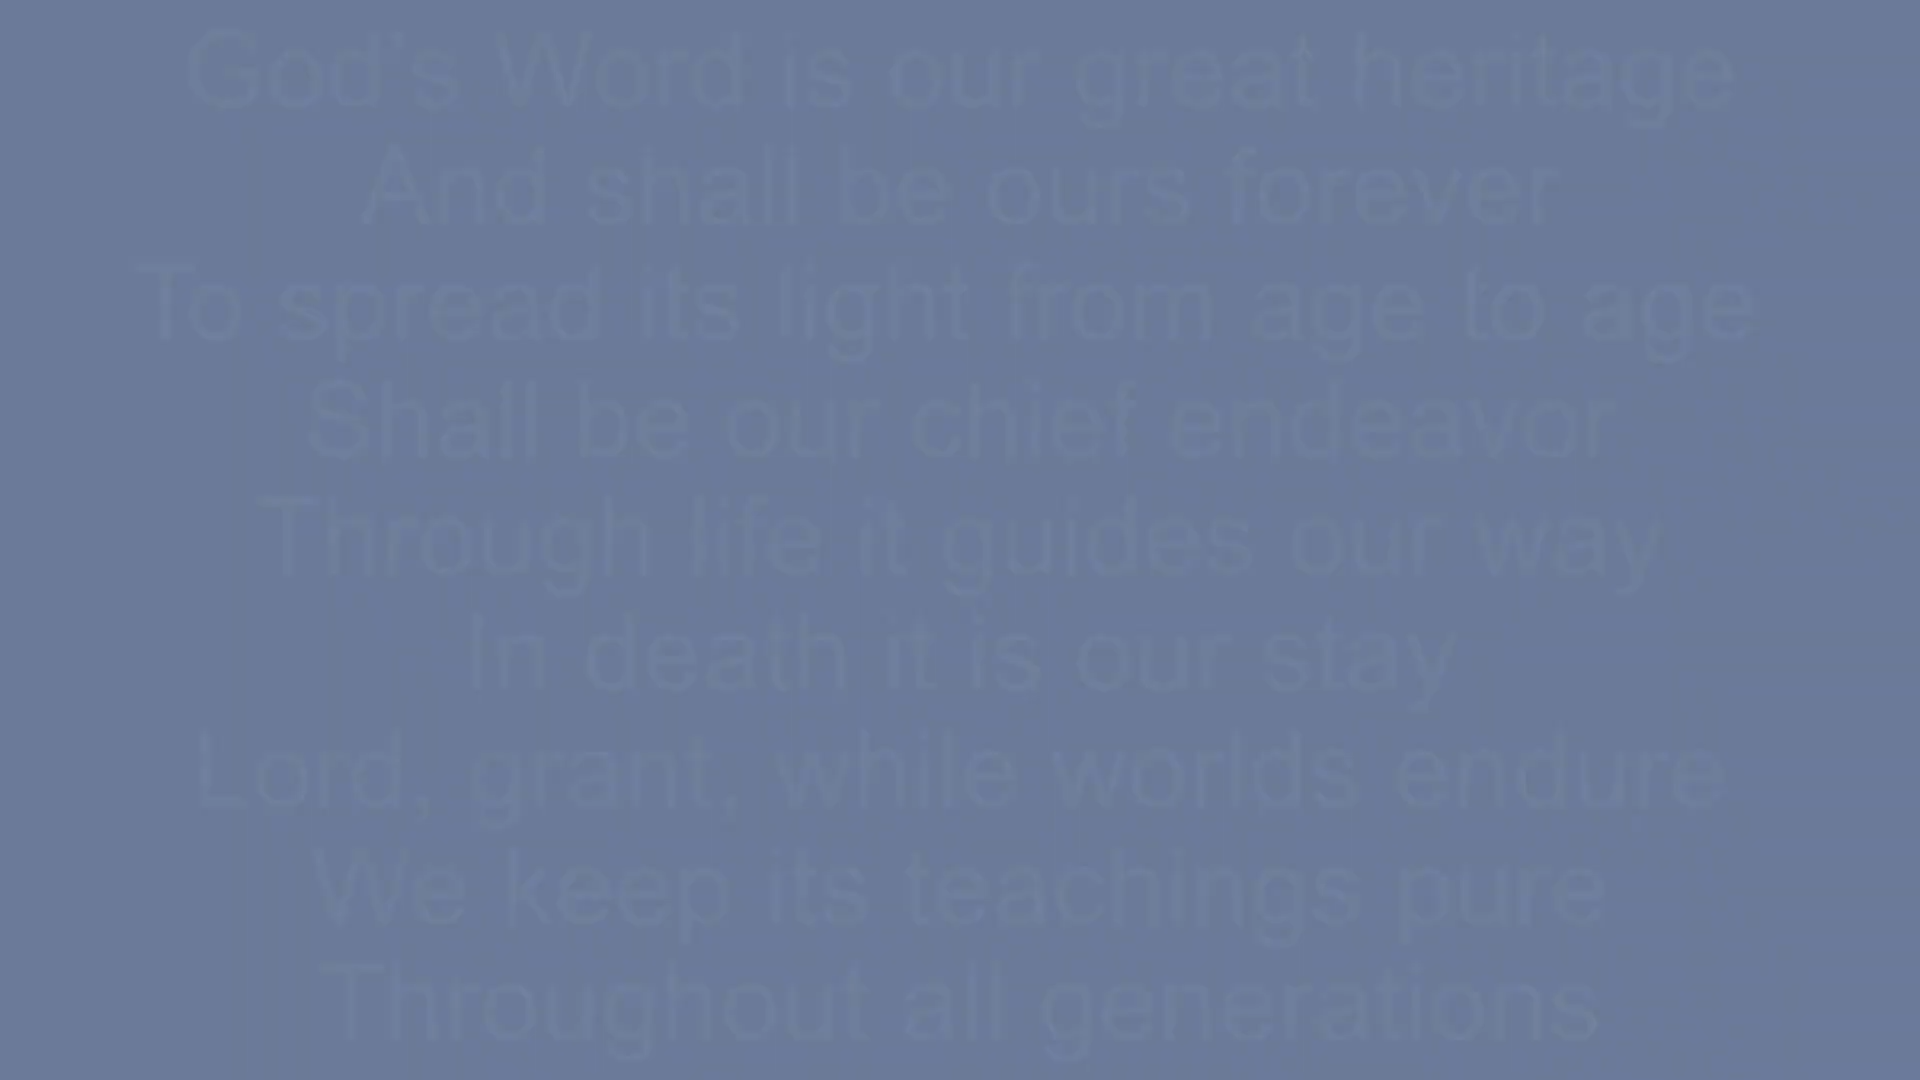 God's Word is our great heritage
And shall be ours forever
To spread its light from age to age
Shall be our chief endeavor
Through life it guides our way
In death it is our stay
Lord, grant, while worlds endure
We keep its teachings pure
Throughout all generations